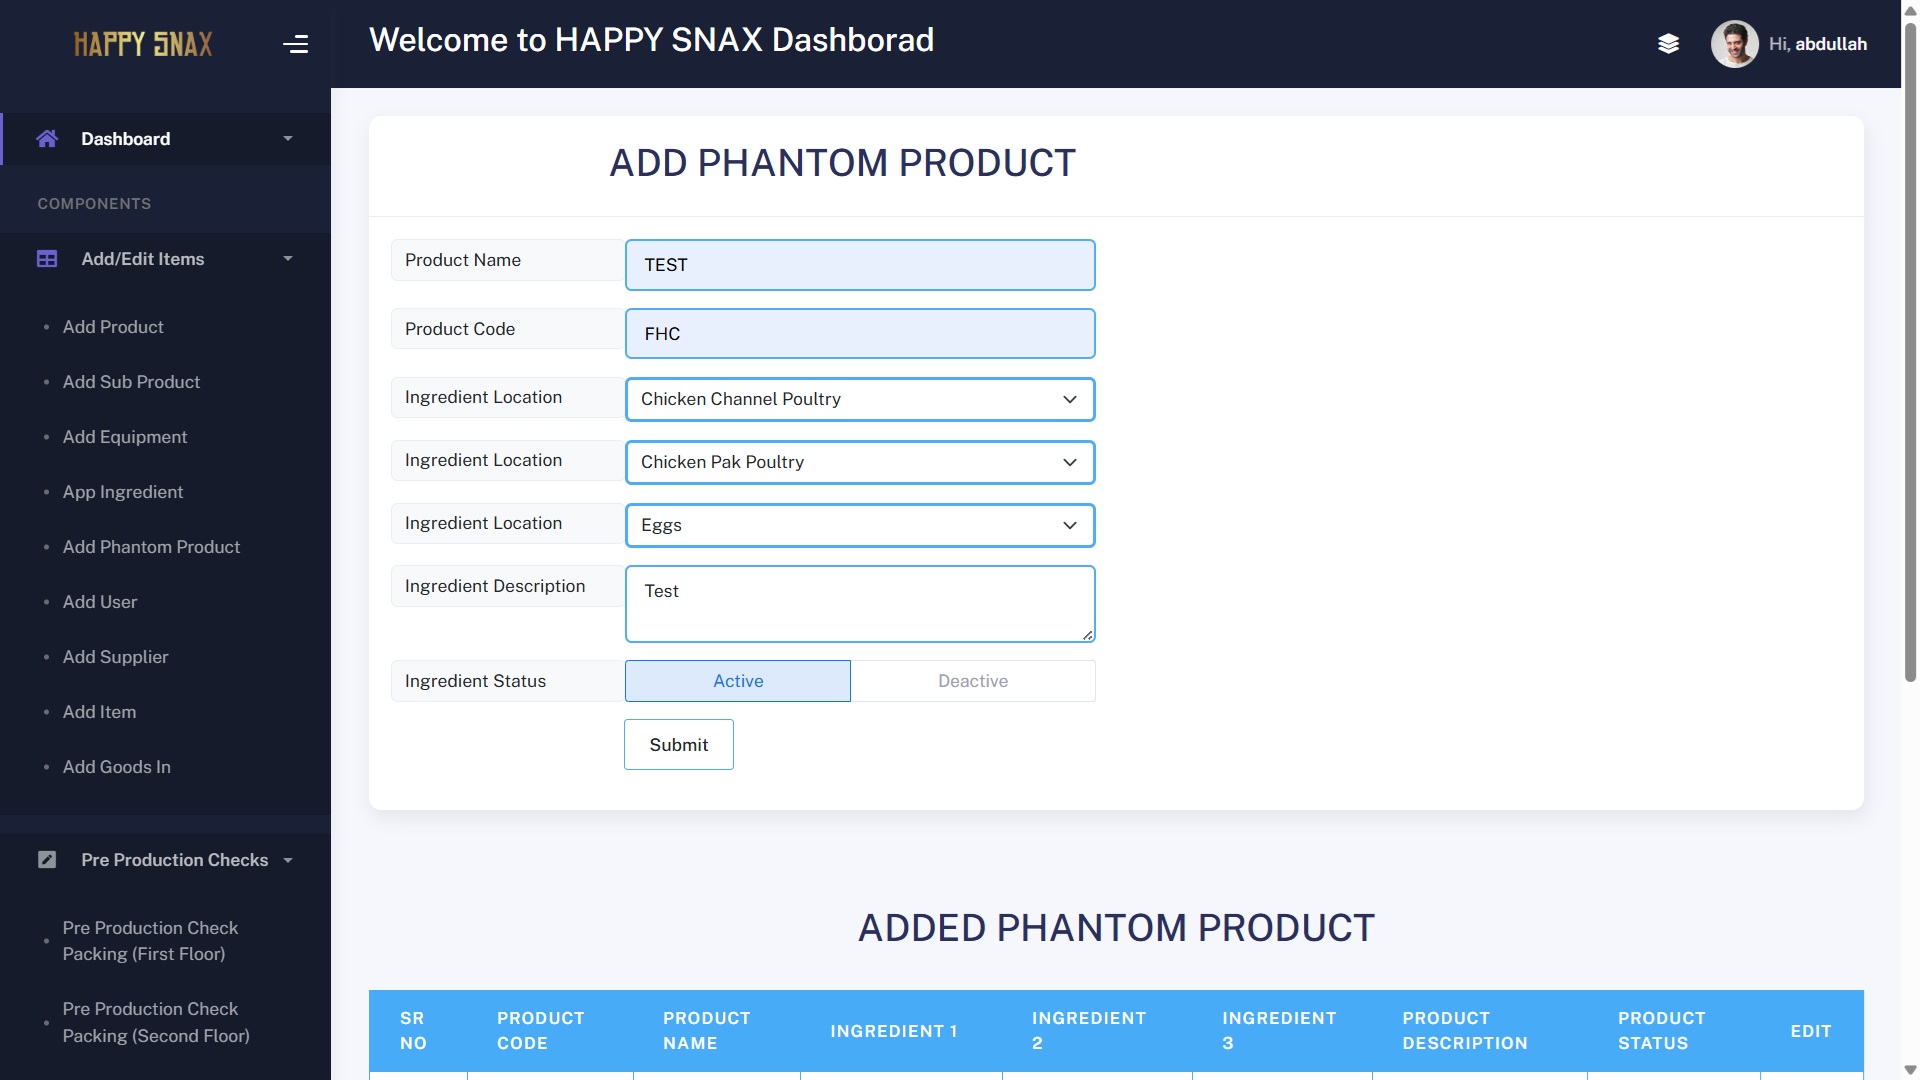 HAPPY SNAX
Welcome to HAPPY SNAX Dashborad
Hi, abdullah
Dashboard
COMPONENTS
Add/Edit Items
Add Product
Add Sub Product
Add Equipment
App Ingredient
Add Phantom Product
Add User
Add Supplier
Add Item
Add Goods In
Pre Production Checks
Pre Production Check
Packing (First Floor)
Pre Production Check
Packing (Second Floor)
ADD PHANTOM PRODUCT
Product Name TEST
Product Code FHC
Ingredient Location Chicken Channel Poultry
Ingredient Location Chicken Pak Poultry
Ingredient Location Eggs
Ingredient Description Test
Ingredient Status Active Deactive
Submit
ADDED PHANTOM PRODUCT
SR NO
PRODUCT CODE
PRODUCT NAME
INGREDIENT 1
INGREDIENT 2
INGREDIENT 3
PRODUCT DESCRIPTION
PRODUCT STATUS
EDIT